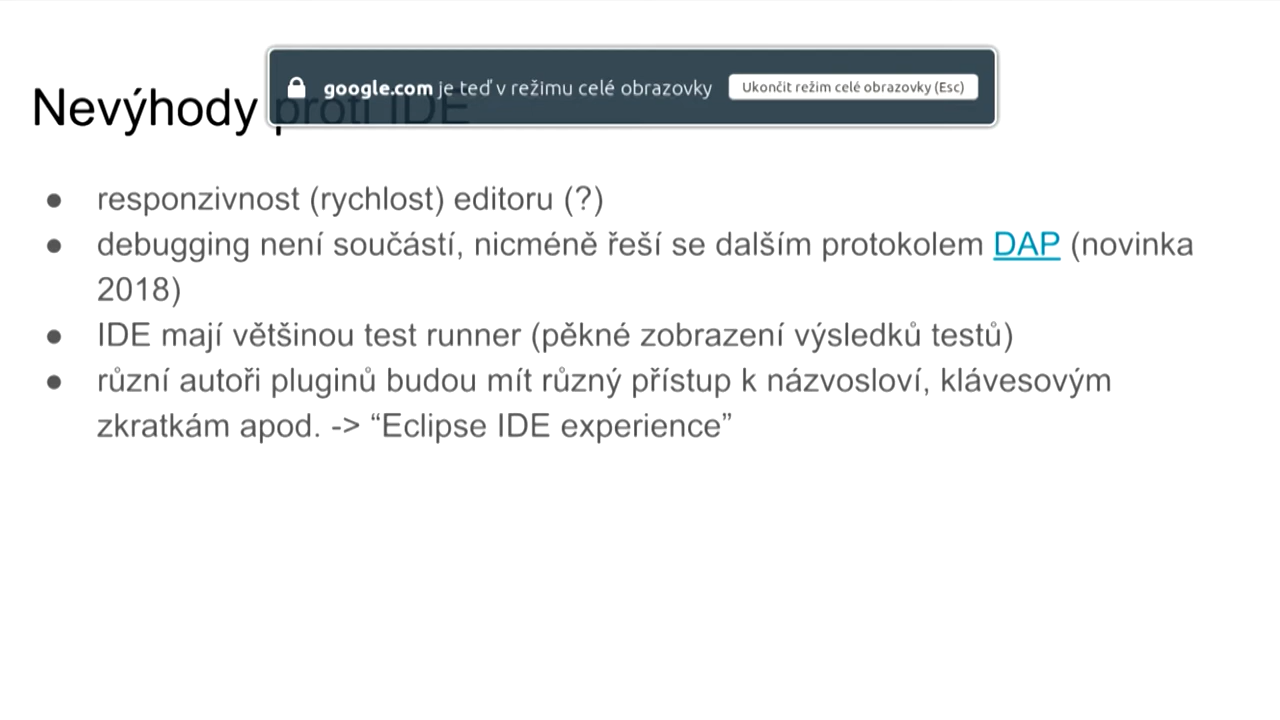 google.com je teď v režimu celé obrazovky Ukončit režim celé obrazovky (Esc)
Nevýhody proti IDE
● responzivnost (rychlost) editoru (?)
● debugging není součástí, nicméně řeší se dalším protokolem DAP (novinka
2018)
● IDE mají většinou test runner (pěkné zobrazení výsledků testů)
● různí autoři pluginů budou mít různý přístup k názvosloví, klávesovým
zkratkám apod. -> “Eclipse IDE experience”